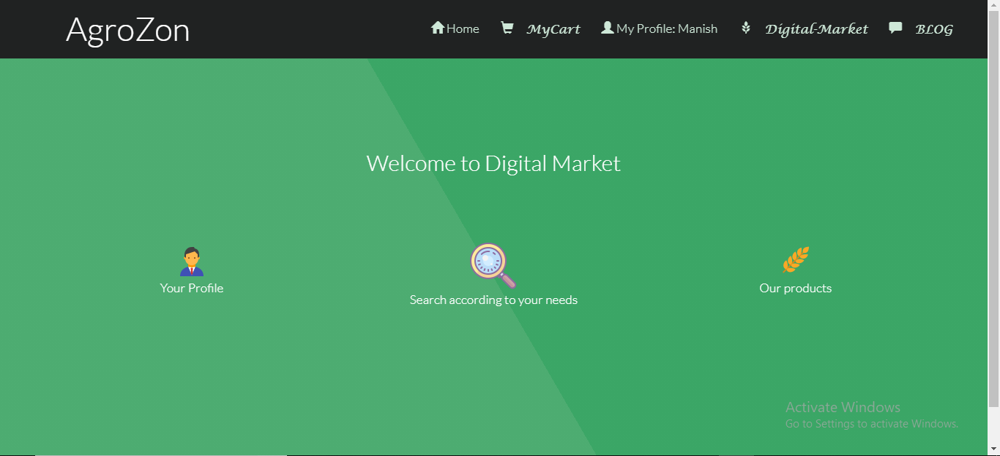 AgroZon
Home MyCart My Profile: Manish Digital-Market BLOG
Welcome to Digital Market
Your Profile
Search according to your needs
Our products
Activate Windows
Go to Settings to activate Windows.